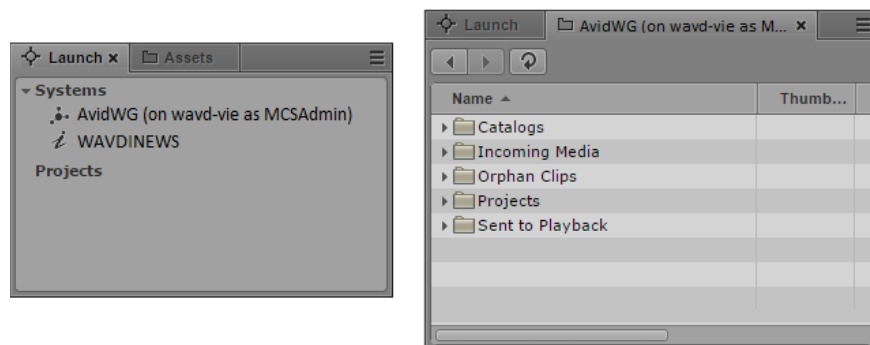 Launch x Assets
Systems
AvidWG (on wavd-vie as MCSAdmin)
WAVDINEWS
Projects
Launch AvidWG (on wavd-vie as M... x
Name Thumb...
Catalogs
Incoming Media
Orphan Clips
Projects
Sent to Playback